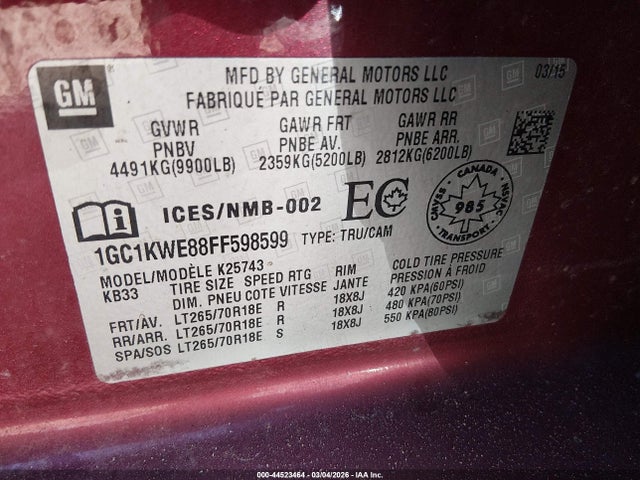 GM
MFD BY GENERAL MOTORS LLC
03/15
FABRIQUÉ PAR GENERAL MOTORS LLC
GVWR GAWR FRT GAWR RR
PNBV PNBE AV. PNBE ARR.
4491KG(9900LB) 2359KG(5200LB) 2812KG(6200LB)
ICES/NMB-002 EC
CANADA
CMVSS 985 NSVAC
1GC1KWE88FF598599 TYPE: TRU/CAM
MODEL/MODÈLE K25743
KB33
TIRE SIZE SPEED RTG RIM COLD TIRE PRESSURE
DIM. PNEU COTE VITESSE JANTE PRESSION À FROID
FRT/AV. LT265/70R18E R 18X8J 420 KPA(60PSI)
RR/ARR. LT265/70R18E R 18X8J 480 KPA(70PSI)
SPA/SOS LT265/70R18E S 18X8J 550 KPA(80PSI)
000-44523464 - 03/04/2026 - IAA Inc.